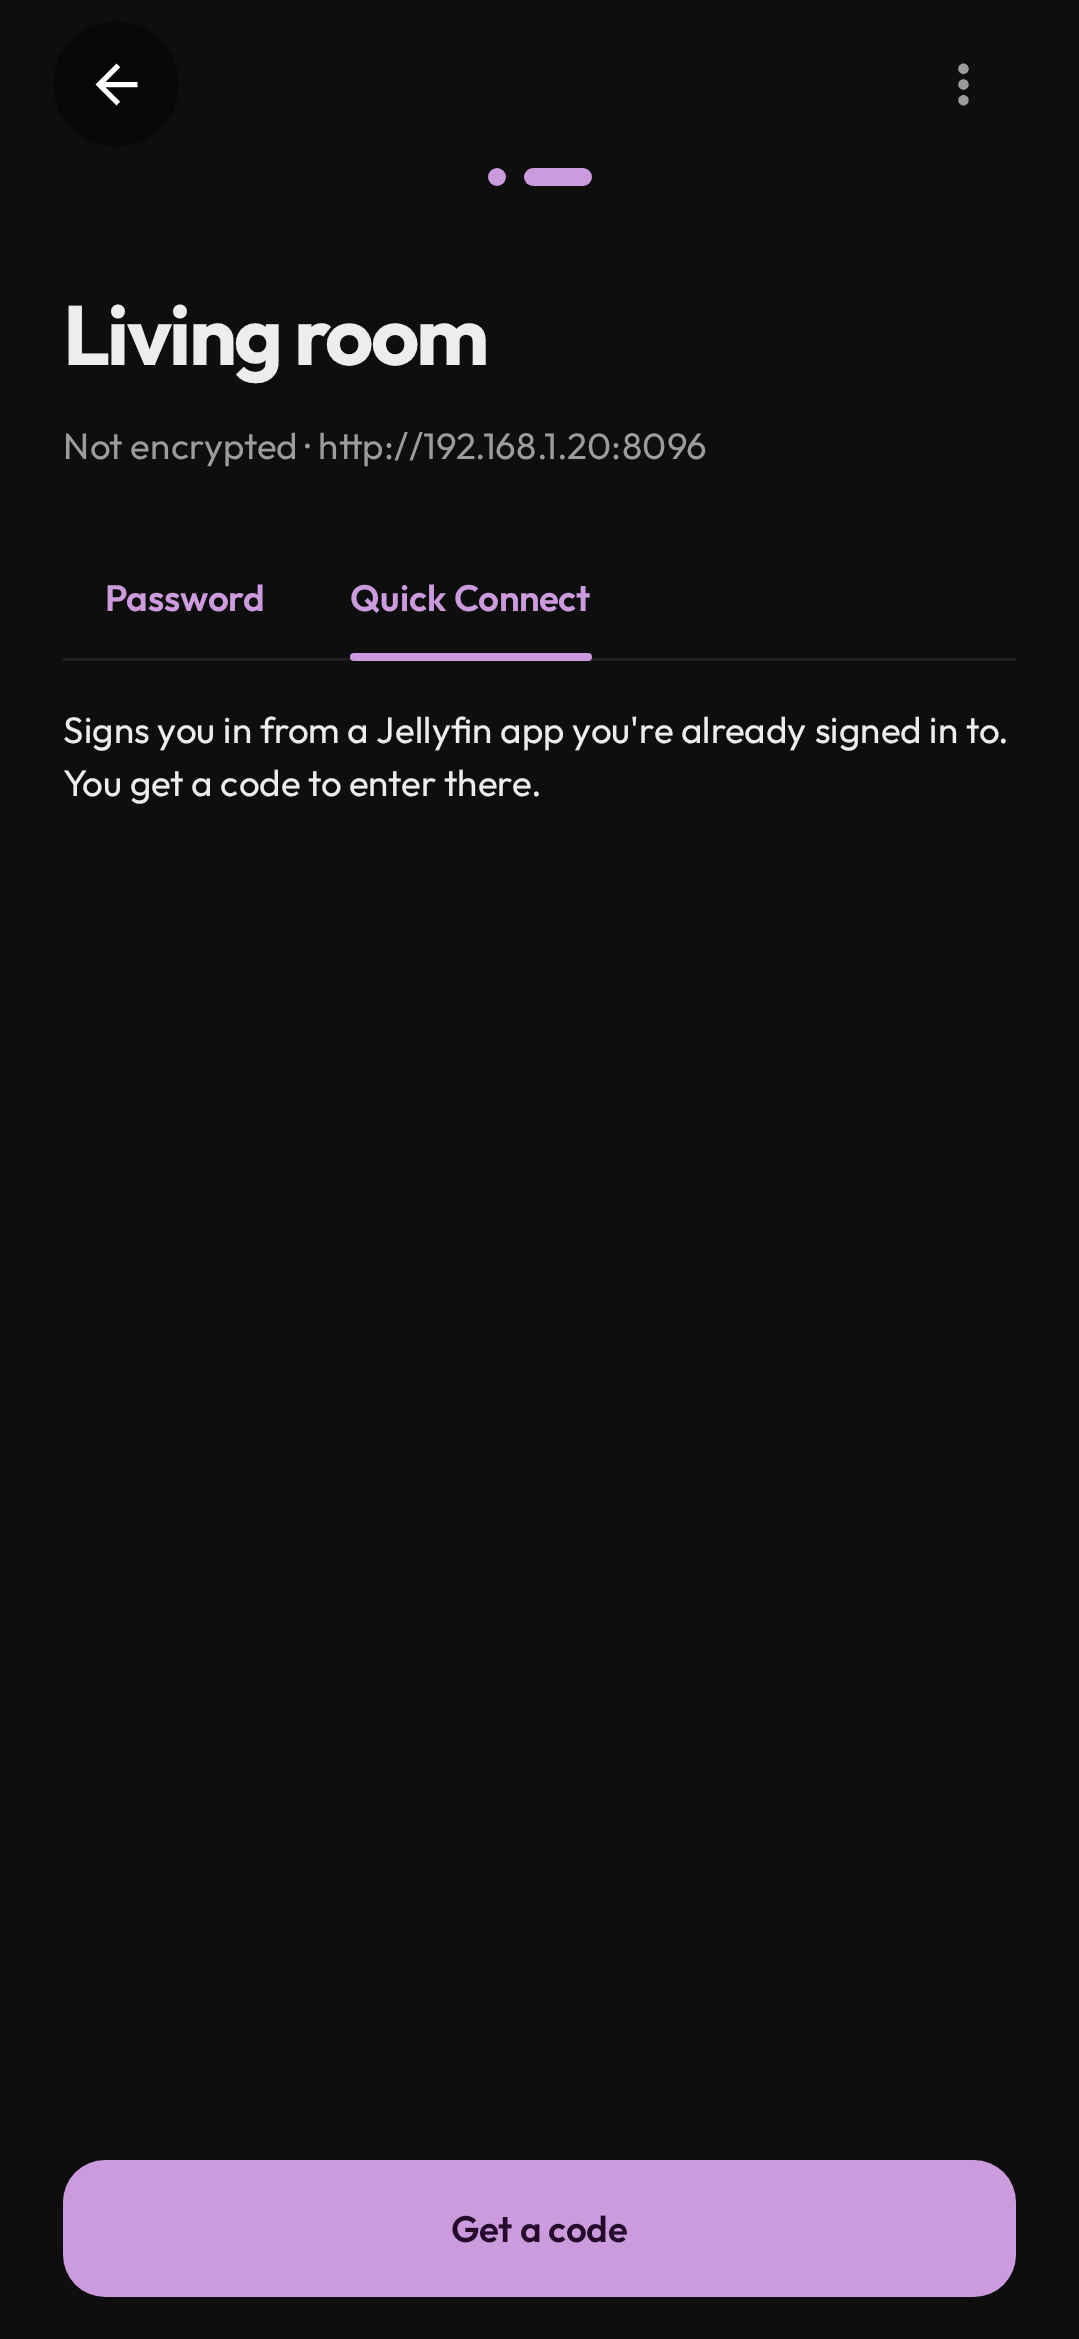 Living room
Not encrypted · http://192.168.1.20:8096
Password
Quick Connect
Signs you in from a Jellyfin app you're already signed in to.
You get a code to enter there.
Get a code